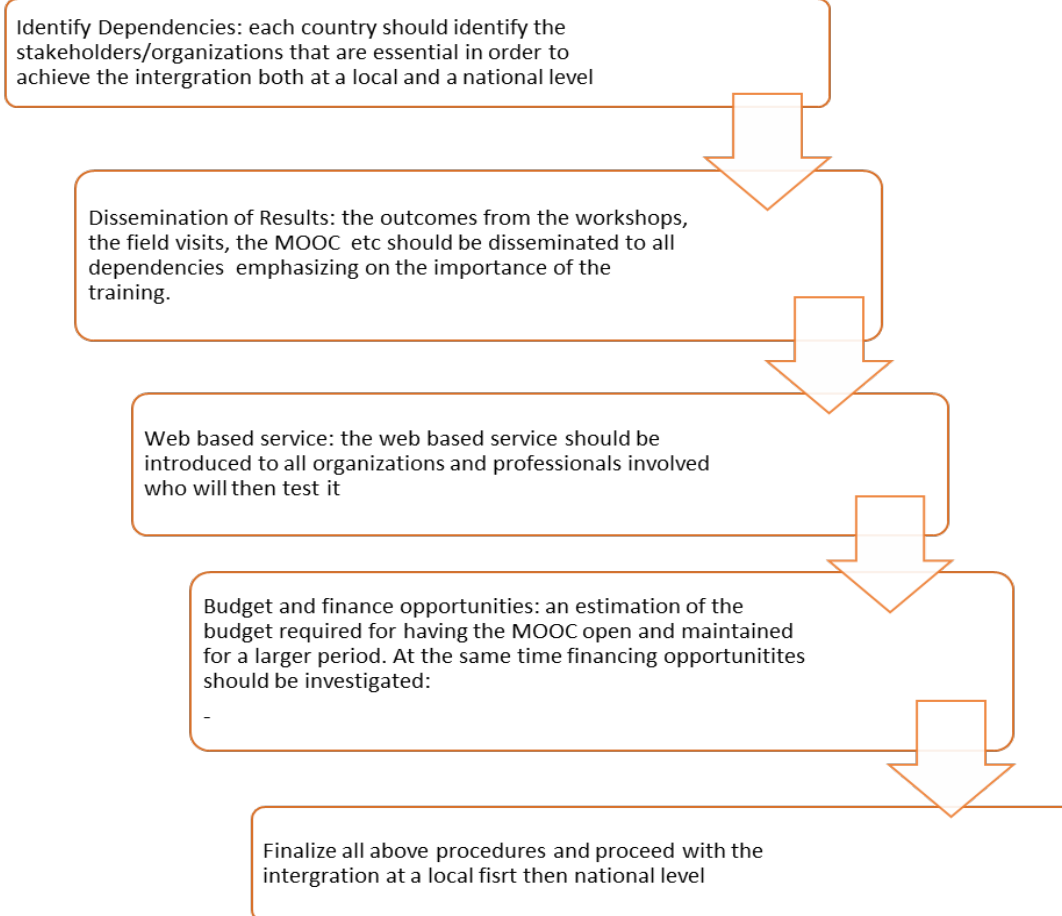 Identify Dependencies: each country should identify the
stakeholders/organizations that are essential in order to
achieve the intergration both at a local and a national level
Dissemination of Results: the outcomes from the workshops,
the field visits, the MOOC etc should be disseminated to all
dependencies emphasizing on the importance of the
training.
Web based service: the web based service should be
introduced to all organizations and professionals involved
who will then test it
Budget and finance opportunities: an estimation of the
budget required for having the MOOC open and maintained
for a larger period. At the same time financing opportunitites
should be investigated:
-
Finalize all above procedures and proceed with the
intergration at a local fisrt then national level